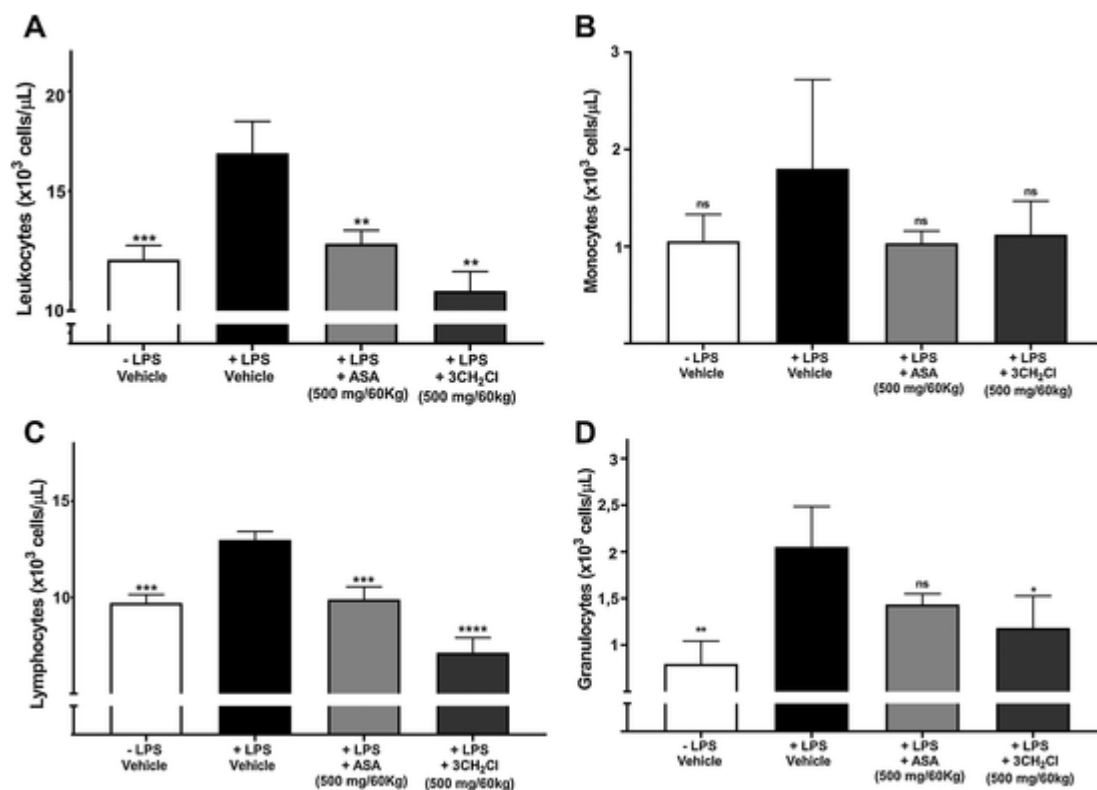 A
Leukocytes (x10³ cells/µL)
20
15
10
***
**
**
- LPS
Vehicle
+ LPS
Vehicle
+ LPS
+ ASA
(500 mg/60Kg)
+ LPS
+ 3CH₂Cl
(500 mg/60kg)
B
Monocytes (x10³ cells/µL)
3
2
1
ns
ns
ns
- LPS
Vehicle
+ LPS
Vehicle
+ LPS
+ ASA
(500 mg/60Kg)
+ LPS
+ 3CH₂Cl
(500 mg/60kg)
C
Lymphocytes (x10³ cells/µL)
15
10
***
***
****
- LPS
Vehicle
+ LPS
Vehicle
+ LPS
+ ASA
(500 mg/60Kg)
+ LPS
+ 3CH₂Cl
(500 mg/60kg)
D
Granulocytes (x10³ cells/µL)
3
2,5
2
1,5
1
**
ns
*
- LPS
Vehicle
+ LPS
Vehicle
+ LPS
+ ASA
(500 mg/60Kg)
+ LPS
+ 3CH₂Cl
(500 mg/60kg)